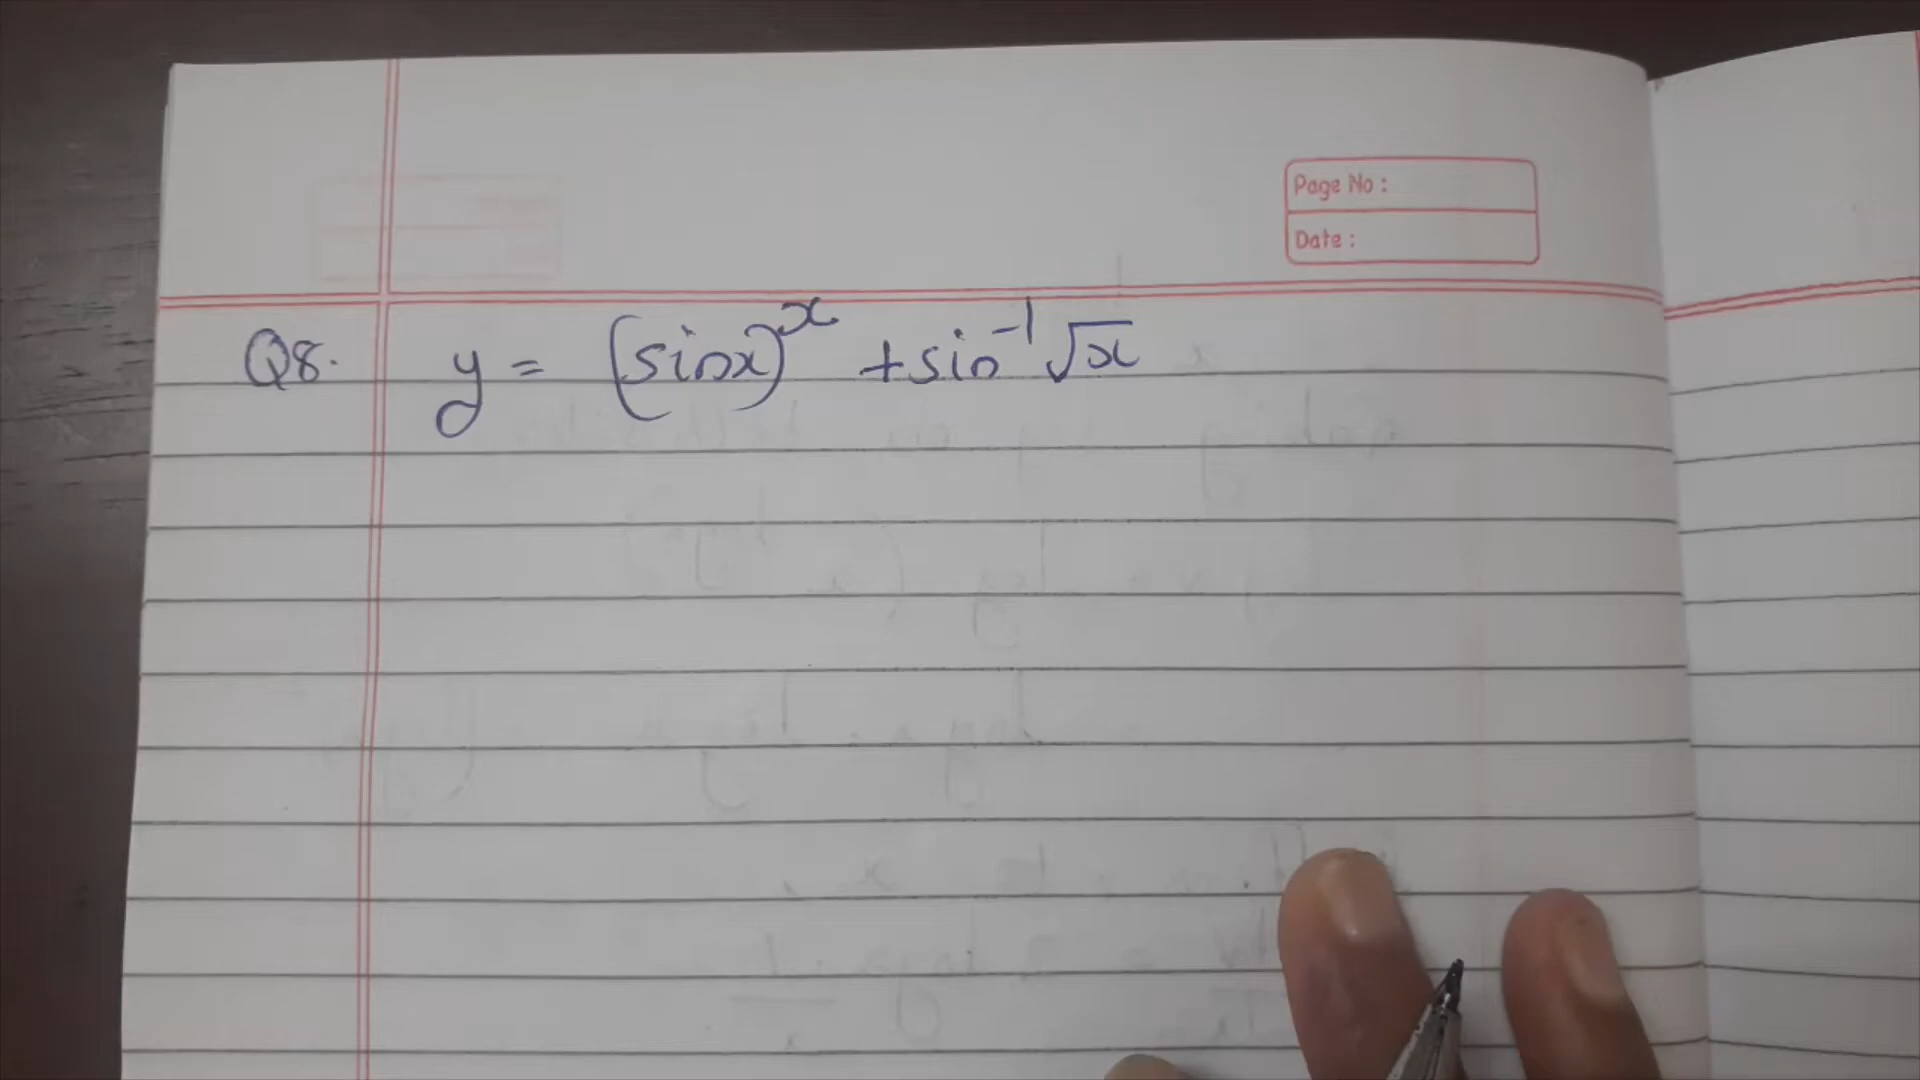 Page No :
Date :
Q8. y = (sinx)^x + sin^-1 √x